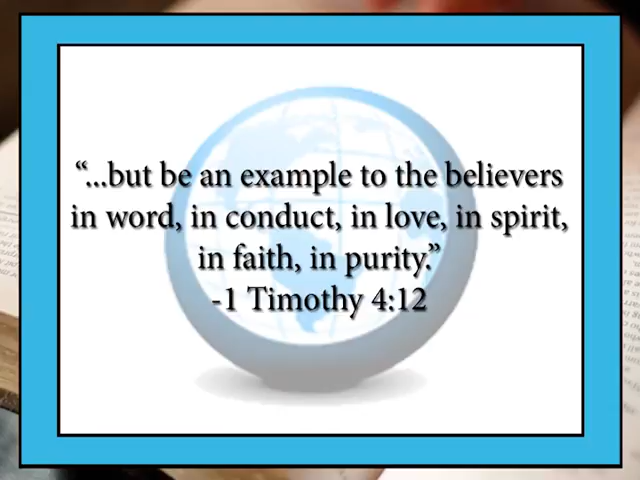 “...but be an example to the believers
in word, in conduct, in love, in spirit,
in faith, in purity.”
-1 Timothy 4:12